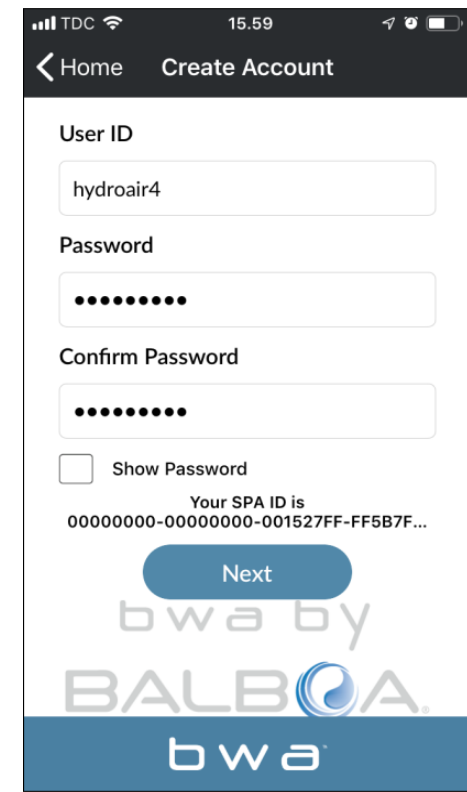 TDC 15.59
Home Create Account
User ID
hydroair4
Password
•••••••••
Confirm Password
•••••••••
Show Password
Your SPA ID is
00000000-00000000-001527FF-FF5B7F...
Next
bwa by
BALBOA®
bwa